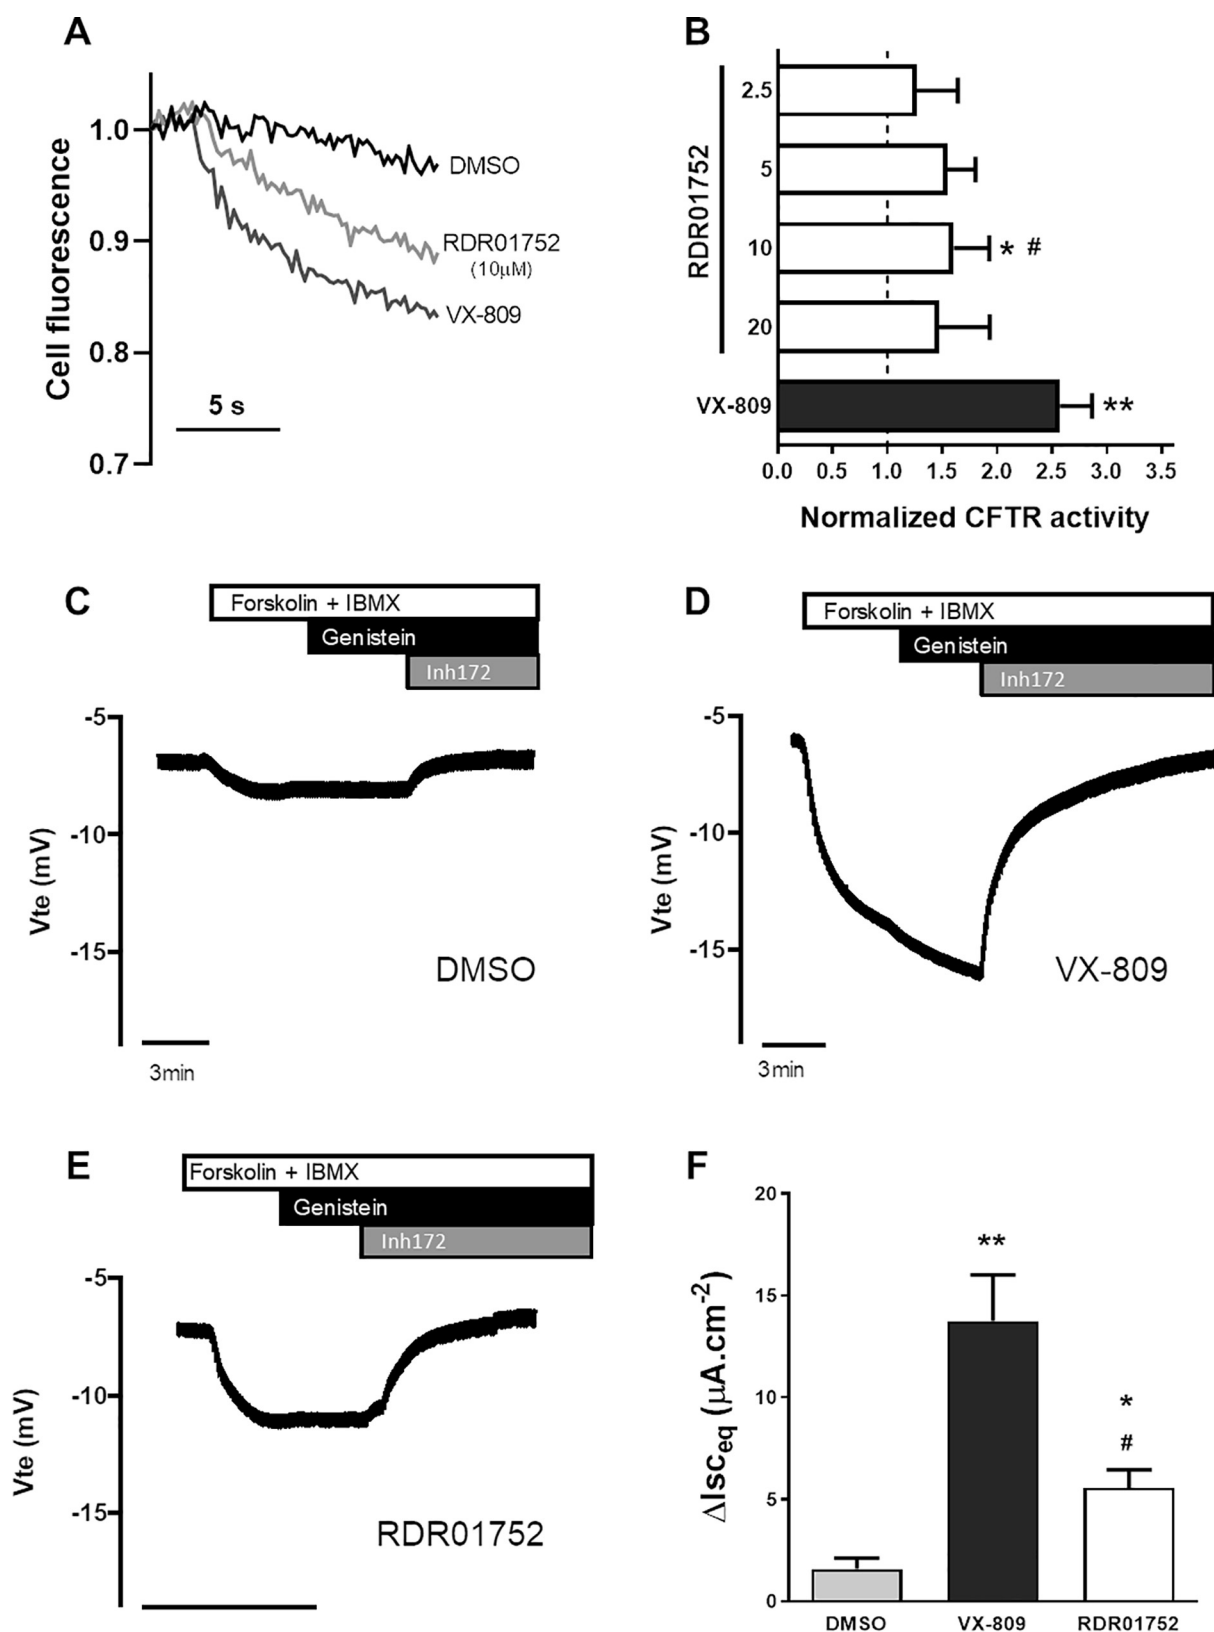 A
1.0
0.9
0.8
0.7
Cell fluorescence
DMSO
RDR01752
(10μM)
VX-809
5 s
B
RDR01752
2.5
5
10
* #
20
VX-809
**
0.0 0.5 1.0 1.5 2.0 2.5 3.0 3.5
Normalized CFTR activity
C
Forskolin + IBMX
Genistein
Inh172
-5
-10
-15
Vte (mV)
DMSO
3min
D
Forskolin + IBMX
Genistein
Inh172
-5
-10
-15
Vte (mV)
VX-809
3min
E
Forskolin + IBMX
Genistein
Inh172
-5
-10
-15
Vte (mV)
RDR01752
F
20
15
10
5
0
ΔIsceq (μA.cm-2)
**
*
#
DMSO VX-809 RDR01752